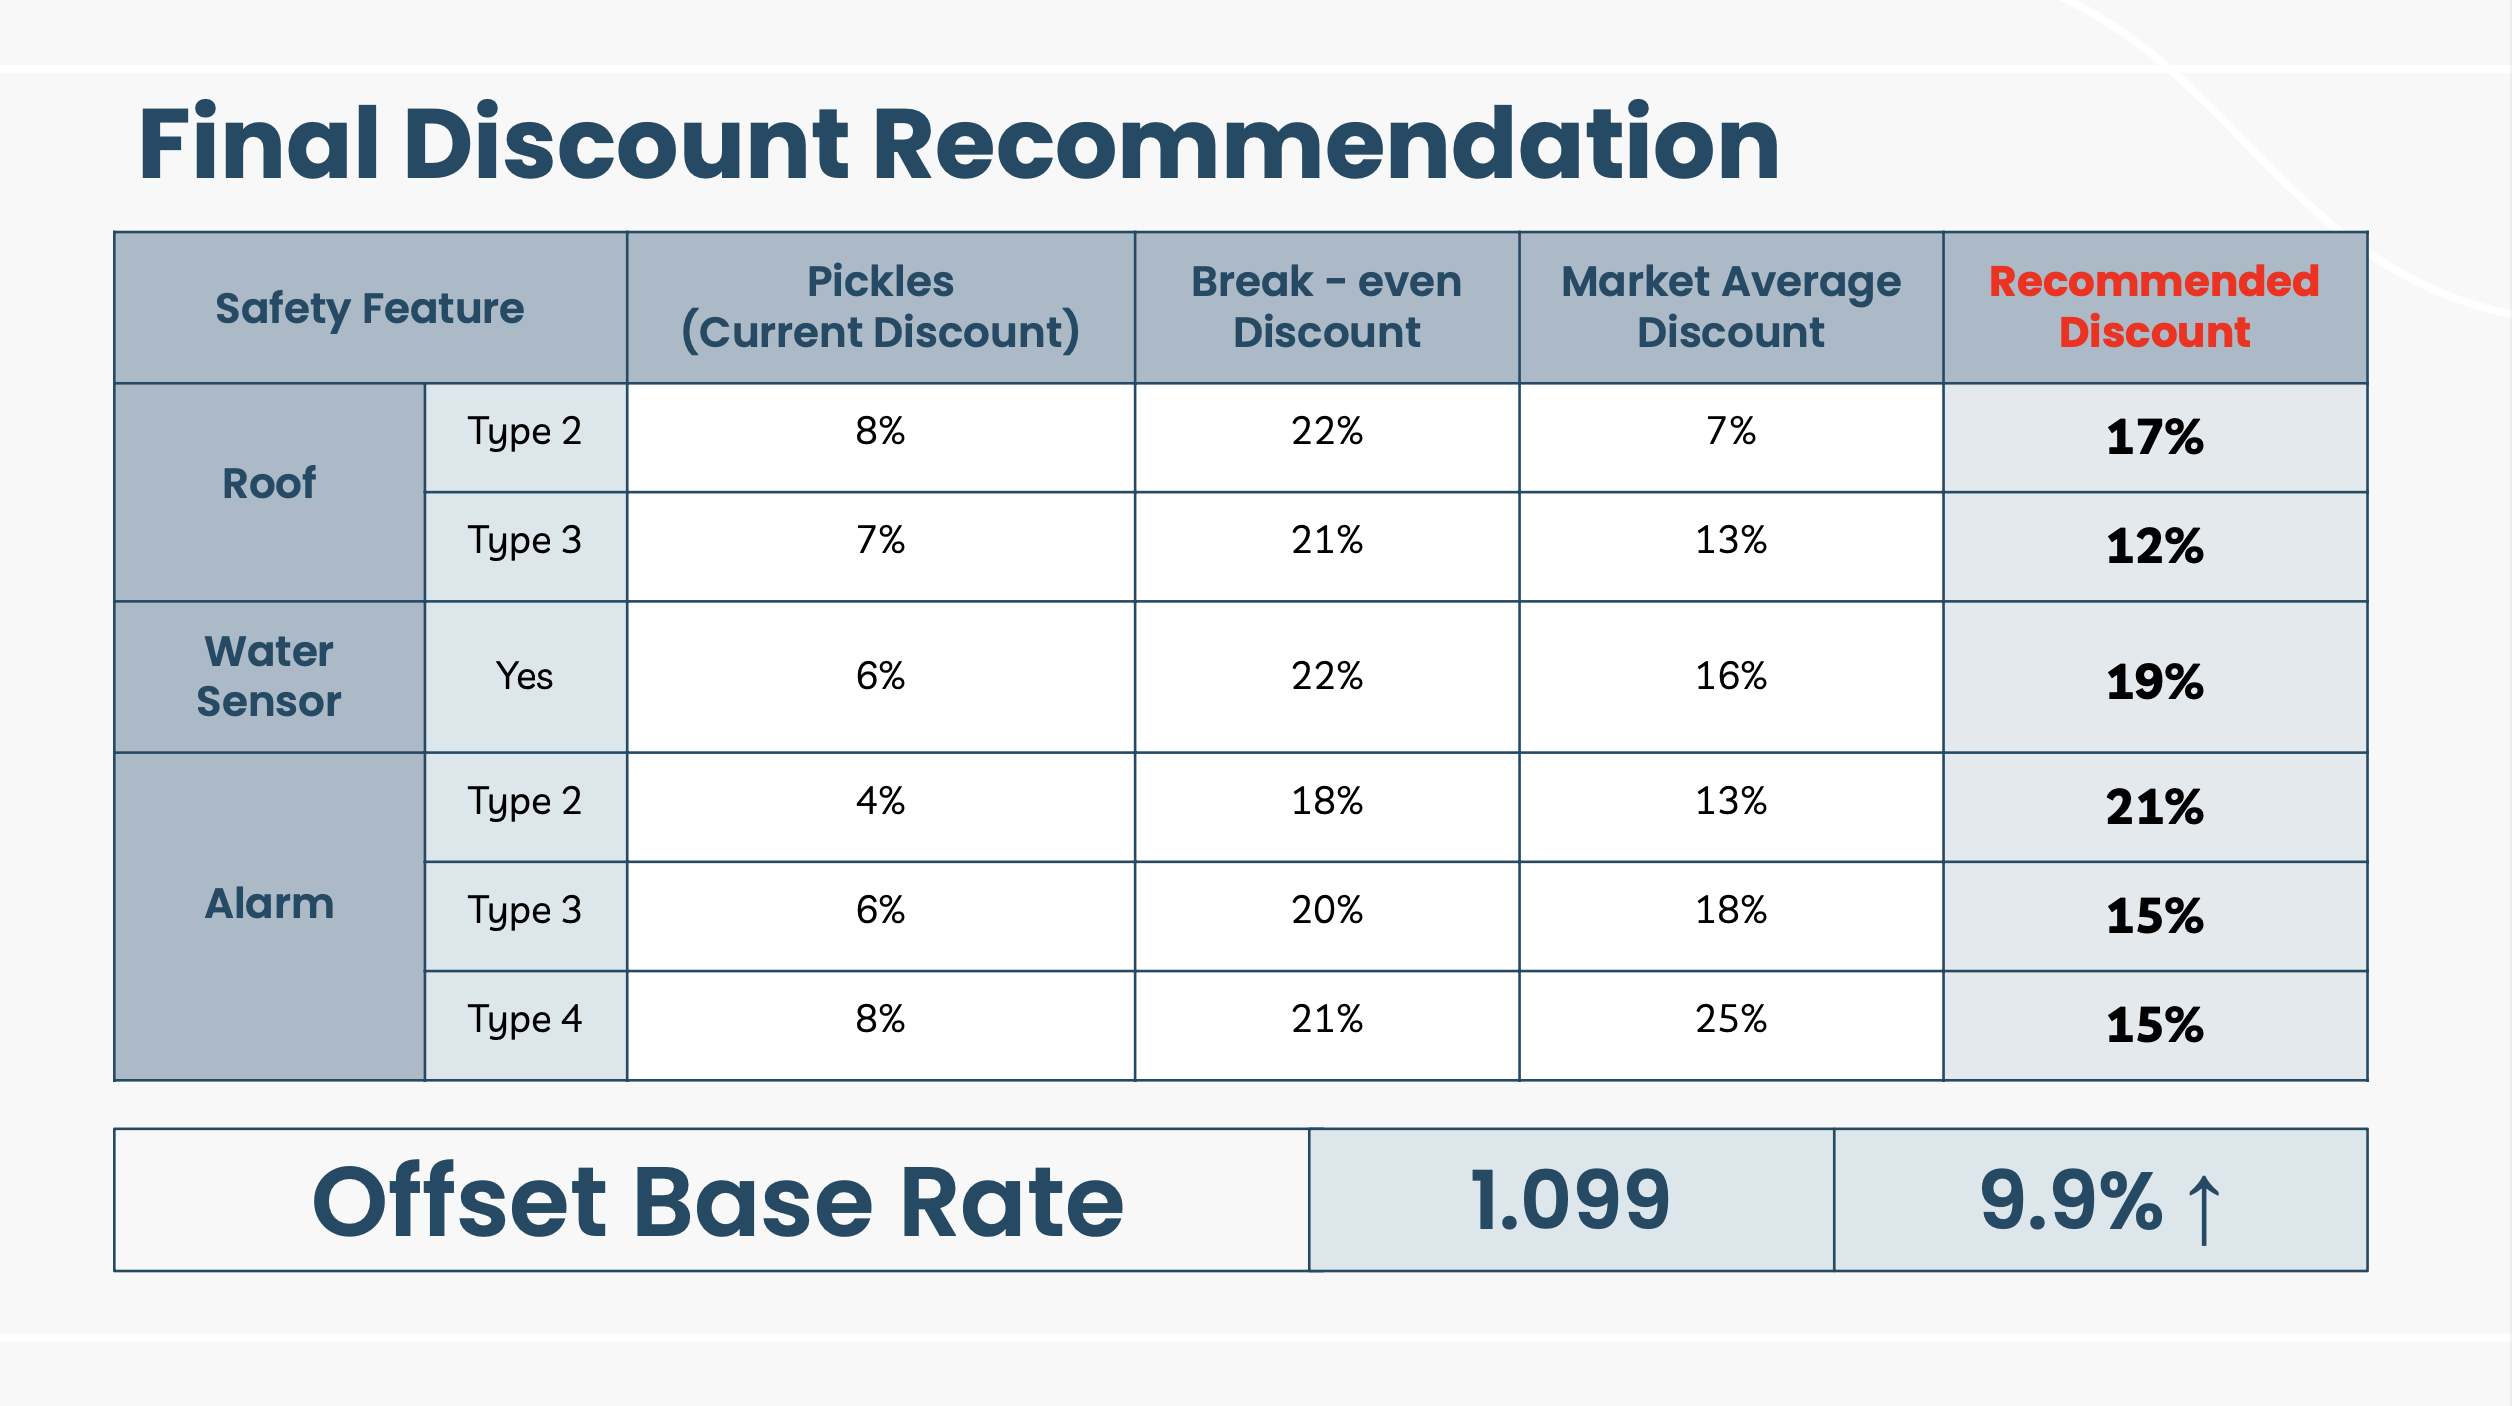 Final Discount Recommendation
Safety Feature
Pickles
(Current Discount)
Break - even
Discount
Market Average
Discount
Recommended
Discount
Roof
Type 2
8%
22%
7%
17%
Type 3
7%
21%
13%
12%
Water
Sensor
Yes
6%
22%
16%
19%
Alarm
Type 2
4%
18%
13%
21%
Type 3
6%
20%
18%
15%
Type 4
8%
21%
25%
15%
Offset Base Rate
1.099
9.9% ↑